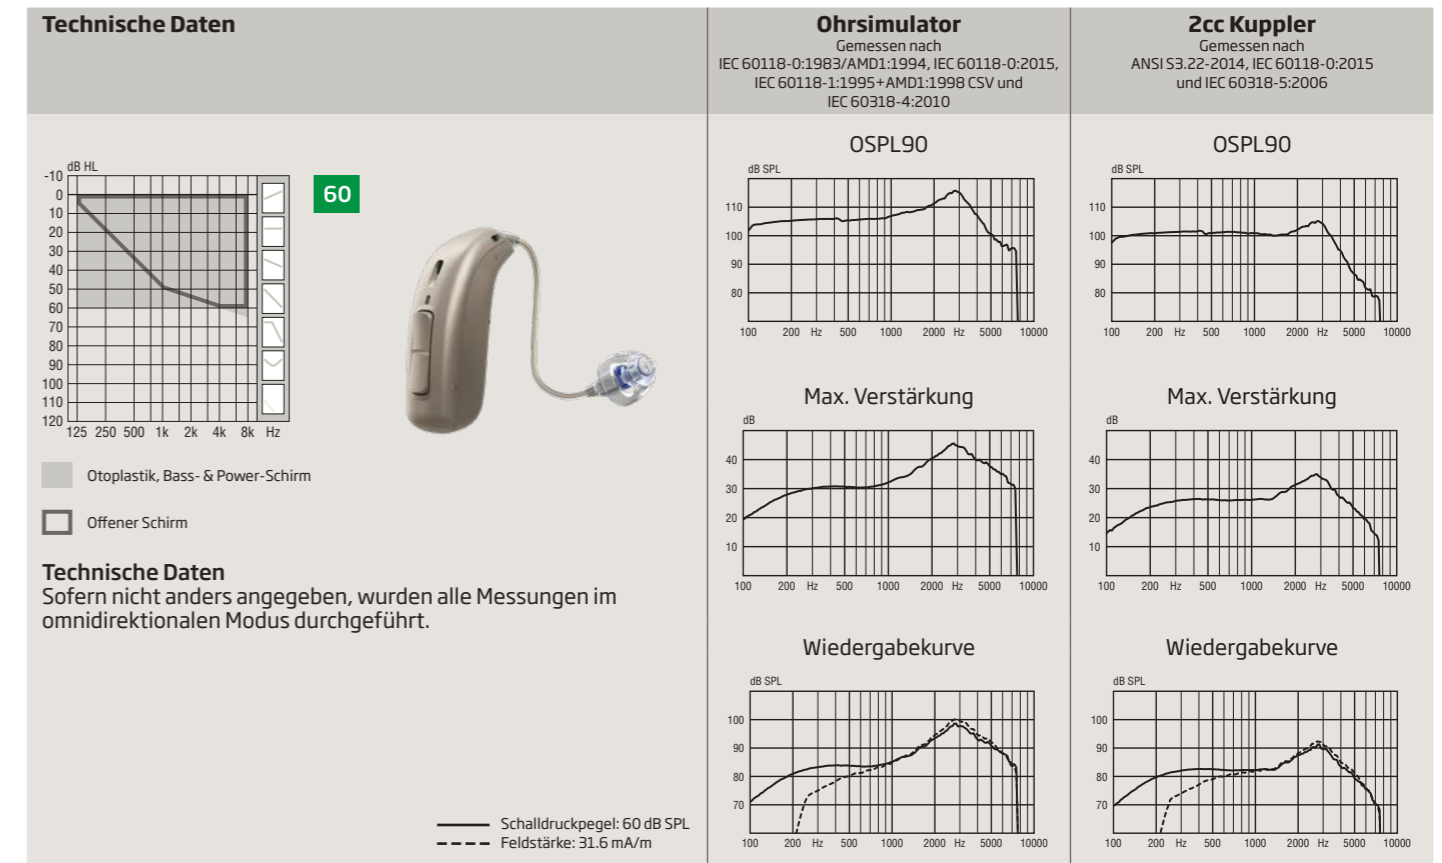 Technische Daten
Ohrsimulator
Gemessen nach
IEC 60118-0:1983/AMD1:1994, IEC 60118-0:2015,
IEC 60118-1:1995+AMD1:1998 CSV und
IEC 60318-4:2010
2cc Kuppler
Gemessen nach
ANSI S3.22-2014, IEC 60118-0:2015
und IEC 60318-5:2006
dB HL
-10
0
10
20
30
40
50
60
70
80
90
100
110
120
125 250 500 1k 2k 4k 8k Hz
60
Otoplastik, Bass- & Power-Schirm
Offener Schirm
Technische Daten
Sofern nicht anders angegeben, wurden alle Messungen im
omnidirektionalen Modus durchgeführt.
Schalldruckpegel: 60 dB SPL
Feldstärke: 31.6 mA/m
OSPL90
dB SPL
110
100
90
80
100 200 Hz 500 1000 2000 Hz 5000 10000
Max. Verstärkung
dB
40
30
20
10
100 200 Hz 500 1000 2000 Hz 5000 10000
Wiedergabekurve
dB SPL
100
90
80
70
100 200 Hz 500 1000 2000 Hz 5000 10000
OSPL90
dB SPL
110
100
90
80
100 200 Hz 500 1000 2000 Hz 5000 10000
Max. Verstärkung
dB
40
30
20
10
100 200 Hz 500 1000 2000 Hz 5000 10000
Wiedergabekurve
dB SPL
100
90
80
70
100 200 Hz 500 1000 2000 Hz 5000 10000